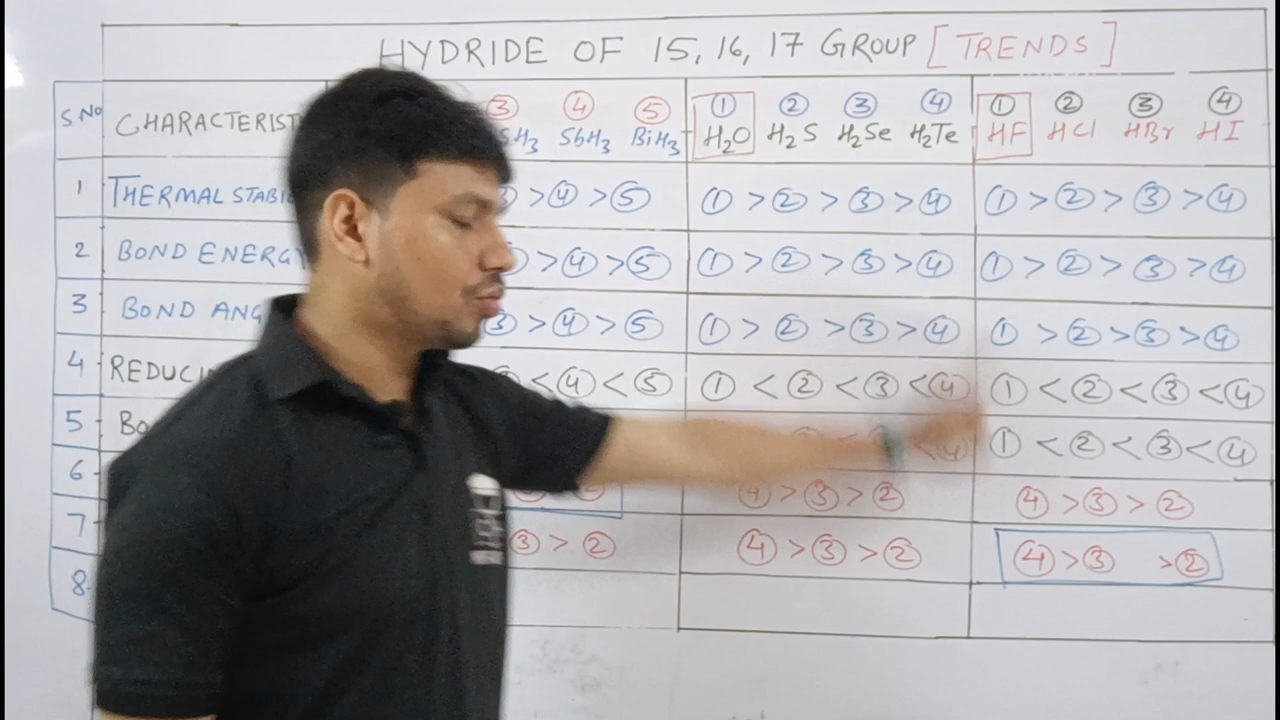 HYDRIDE OF 15, 16, 17 GROUP [TRENDS]
S NO CHARACTERIST ③ ④ ⑤ ① ② ③ ④ ① ② ③ ④
SbH₃ BiH₃ H₂O H₂S H₂Se H₂Te HF HCl HBr HI
1 THERMAL > ④ > ⑤ ① > ② > ③ > ④ ① > ② > ③ > ④
2 BOND ENERGY > ④ > ⑤ ① > ② > ③ > ④ ① > ② > ③ > ④
3 BOND ANG ③ > ④ > ⑤ ① > ② > ③ > ④ ① > ② > ③ > ④
4 REDUCI < ④ < ⑤ ① < ② < ③ < ④ ① < ② < ③ < ④
5 BO < ④ ① < ② < ③ < ④
6 ④ > ③ > ② ④ > ③ > ②
7 ③ > ② ④ > ③ > ② ④ > ③ > ②
8.